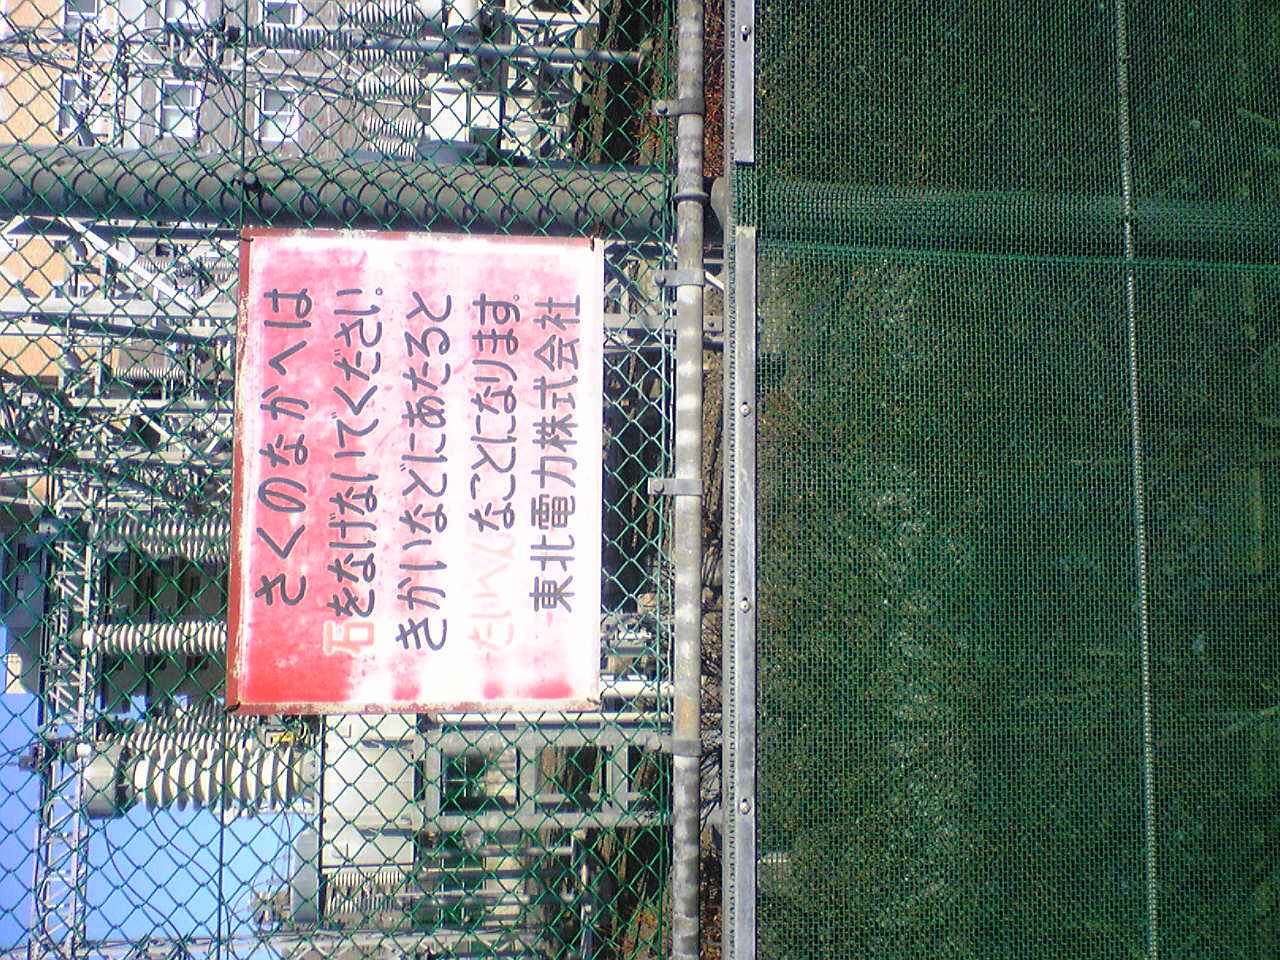 さくのなかへは
石をなげないでください。
きかいなどにあたると
たいへんなことになります。
東北電力株式会社